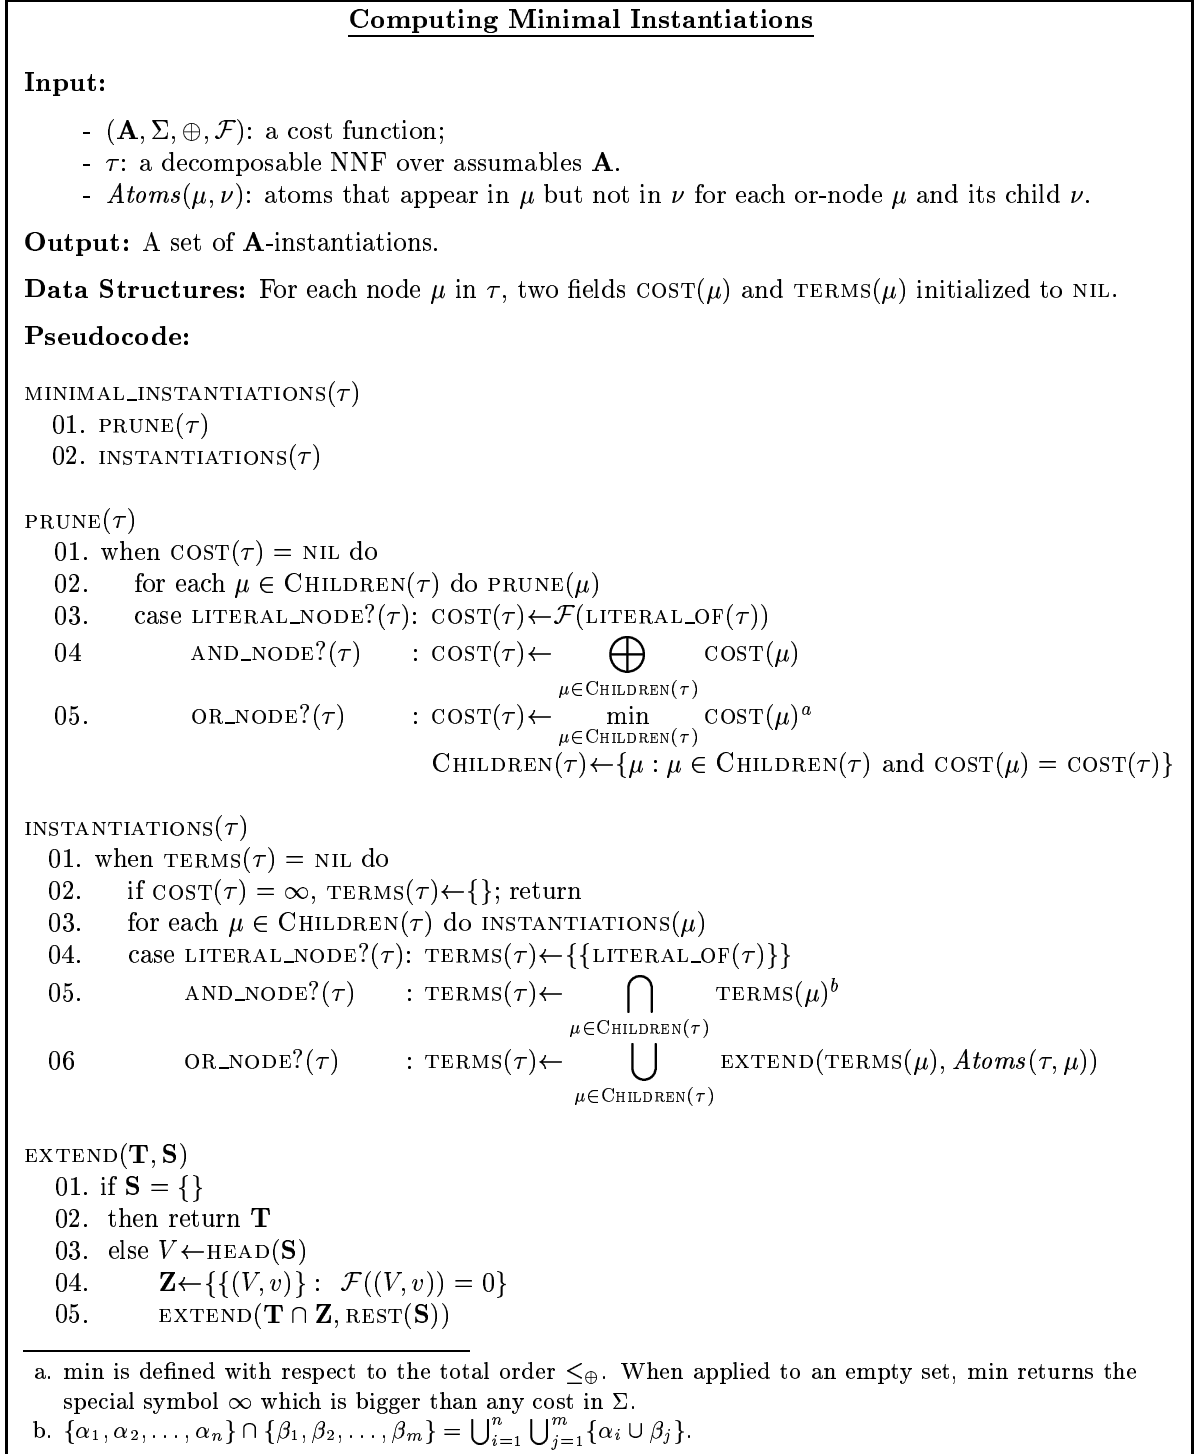 Computing Minimal Instantiations
Input:
- (A, Σ, ⊕, F): a cost function;
- τ: a decomposable NNF over assumables A.
- Atoms(μ, ν): atoms that appear in μ but not in ν for each or-node μ and its child ν.
Output: A set of A-instantiations.
Data Structures: For each node μ in τ, two fields COST(μ) and TERMS(μ) initialized to NIL.
Pseudocode:
MINIMAL_INSTANTIATIONS(τ)
01. PRUNE(τ)
02. INSTANTIATIONS(τ)
PRUNE(τ)
01. when COST(τ) = NIL do
02. for each μ ∈ CHILDREN(τ) do PRUNE(μ)
03. case LITERAL_NODE?(τ): COST(τ)←F(LITERAL_OF(τ))
04 AND_NODE?(τ) : COST(τ)← ⊕ COST(μ)
μ∈CHILDREN(τ)
05. OR_NODE?(τ) : COST(τ)← min COST(μ)ᵃ
μ∈CHILDREN(τ)
CHILDREN(τ)←{μ : μ ∈ CHILDREN(τ) and COST(μ) = COST(τ)}
INSTANTIATIONS(τ)
01. when TERMS(τ) = NIL do
02. if COST(τ) = ∞, TERMS(τ)←{}; return
03. for each μ ∈ CHILDREN(τ) do INSTANTIATIONS(μ)
04. case LITERAL_NODE?(τ): TERMS(τ)←{{LITERAL_OF(τ)}}
05. AND_NODE?(τ) : TERMS(τ)← ⋂ TERMS(μ)ᵇ
μ∈CHILDREN(τ)
06 OR_NODE?(τ) : TERMS(τ)← ⋃ EXTEND(TERMS(μ), Atoms(τ, μ))
μ∈CHILDREN(τ)
EXTEND(T, S)
01. if S = {}
02. then return T
03. else V←HEAD(S)
04. Z←{{(V, v)} : F((V, v)) = 0}
05. EXTEND(T ∩ Z, REST(S))
a. min is defined with respect to the total order ≤⊕. When applied to an empty set, min returns the
special symbol ∞ which is bigger than any cost in Σ.
b. {α₁, α₂, . . . , αₙ} ∩ {β₁, β₂, . . . , βₘ} = ⋃ⁿᵢ₌₁ ⋃ᵐⱼ₌₁{αᵢ ∪ βⱼ}.